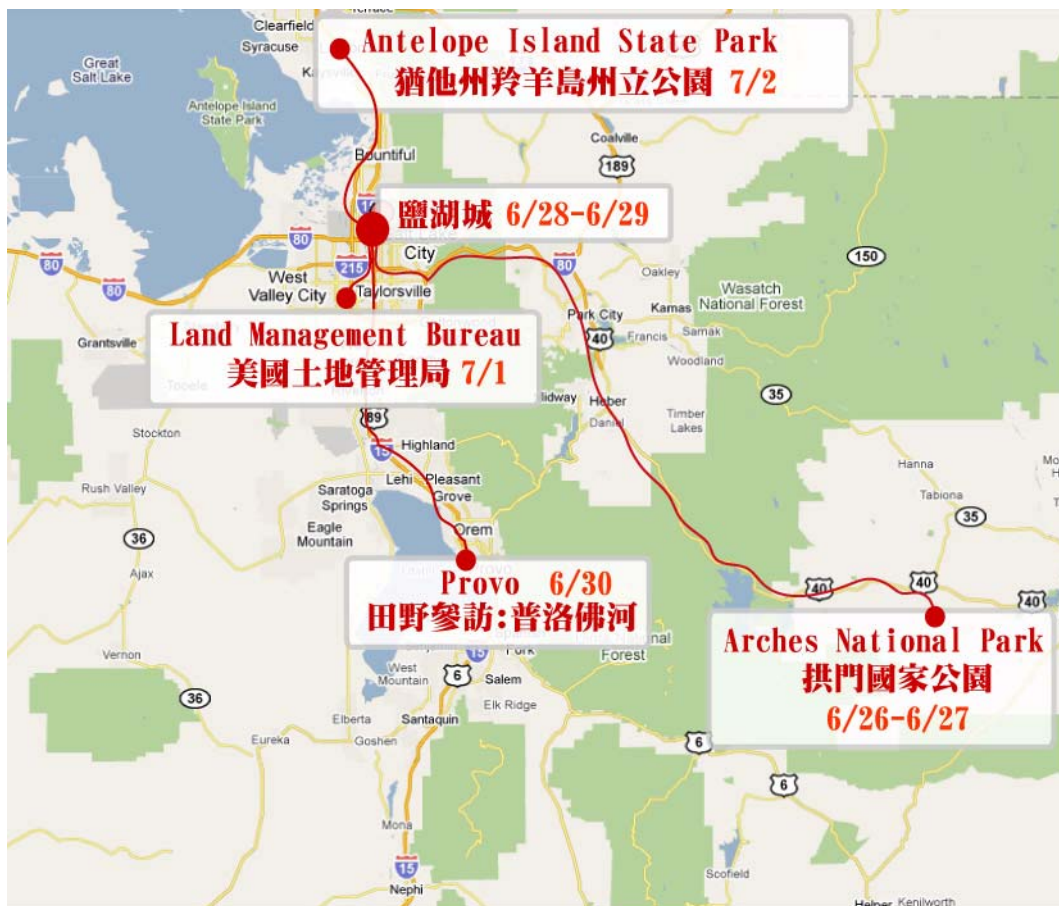 Clearfield
Syracuse
Great
Salt Lake
Antelope Island
State Park
Antelope Island State Park
猶他州羚羊島州立公園 7/2
Coalville
Bountiful
189
鹽湖城 6/28-6/29
City
80
80
80
215
80
150
West
Valley City
Taylorsville
Oakley
Wasatch
National Forest
Park City
Kamas
40
Francis
Samak
Woodland
Grantsville
Land Management Bureau
美國土地管理局 7/1
Heber
Daniel
Timber
Lakes
35
89
15
Highland
Stockton
Lehi
Pleasant
Grove
Hanna
Rush Valley
Saratoga
Springs
Tabiona
35
36
Eagle
Mountain
Orem
Ajax
Provo 6/30
田野參訪:普洛佛河
40
40
40
Arches National Park
拱門國家公園
6/26-6/27
Vernon
Fork
Forest
15
West
Mountain
6
Salem
36
Elk Ridge
Elberta
Santaquin
Eureka
Goshen
6
6
Mona
15
Nephi
Scofield
Helper
Kenilworth